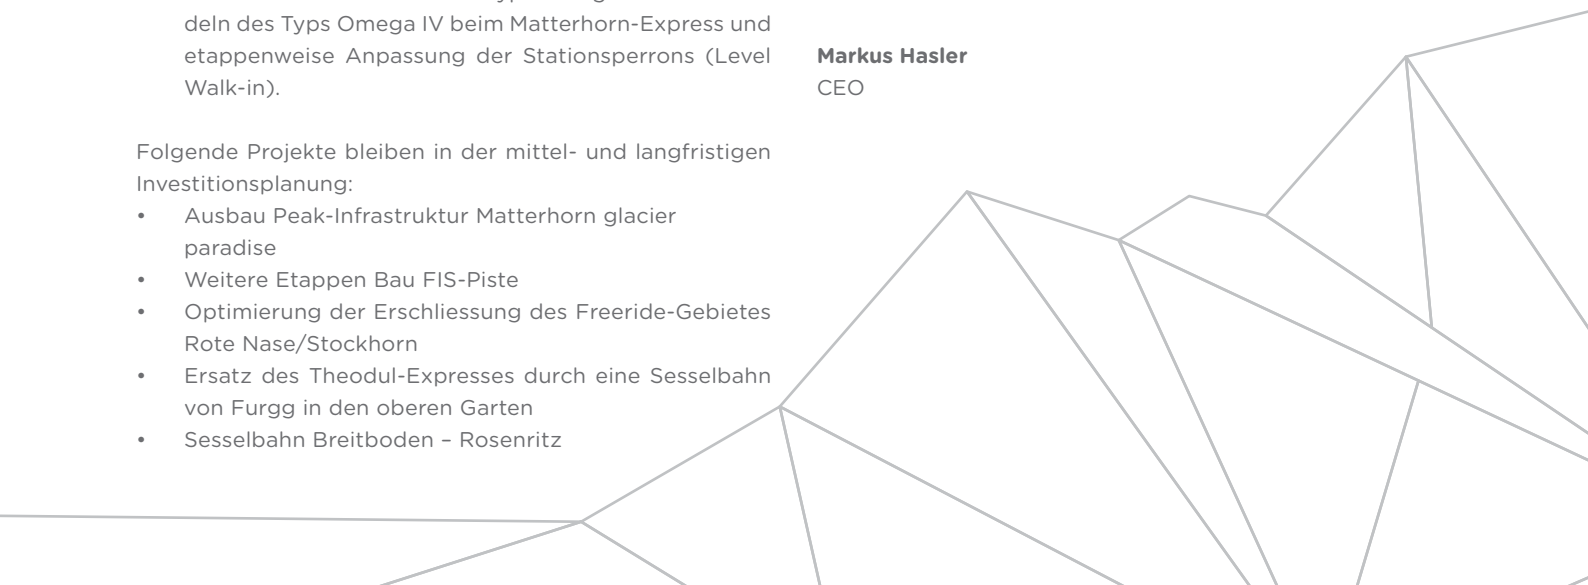 deln des Typs Omega IV beim Matterhorn-Express und
etappenweise Anpassung der Stationsperrons (Level
Walk-in).
Folgende Projekte bleiben in der mittel- und langfristigen
Investitionsplanung:
• Ausbau Peak-Infrastruktur Matterhorn glacier
paradise
• Weitere Etappen Bau FIS-Piste
• Optimierung der Erschliessung des Freeride-Gebietes
Rote Nase/Stockhorn
• Ersatz des Theodul-Expresses durch eine Sesselbahn
von Furgg in den oberen Garten
• Sesselbahn Breitboden – Rosenritz
Markus Hasler
CEO